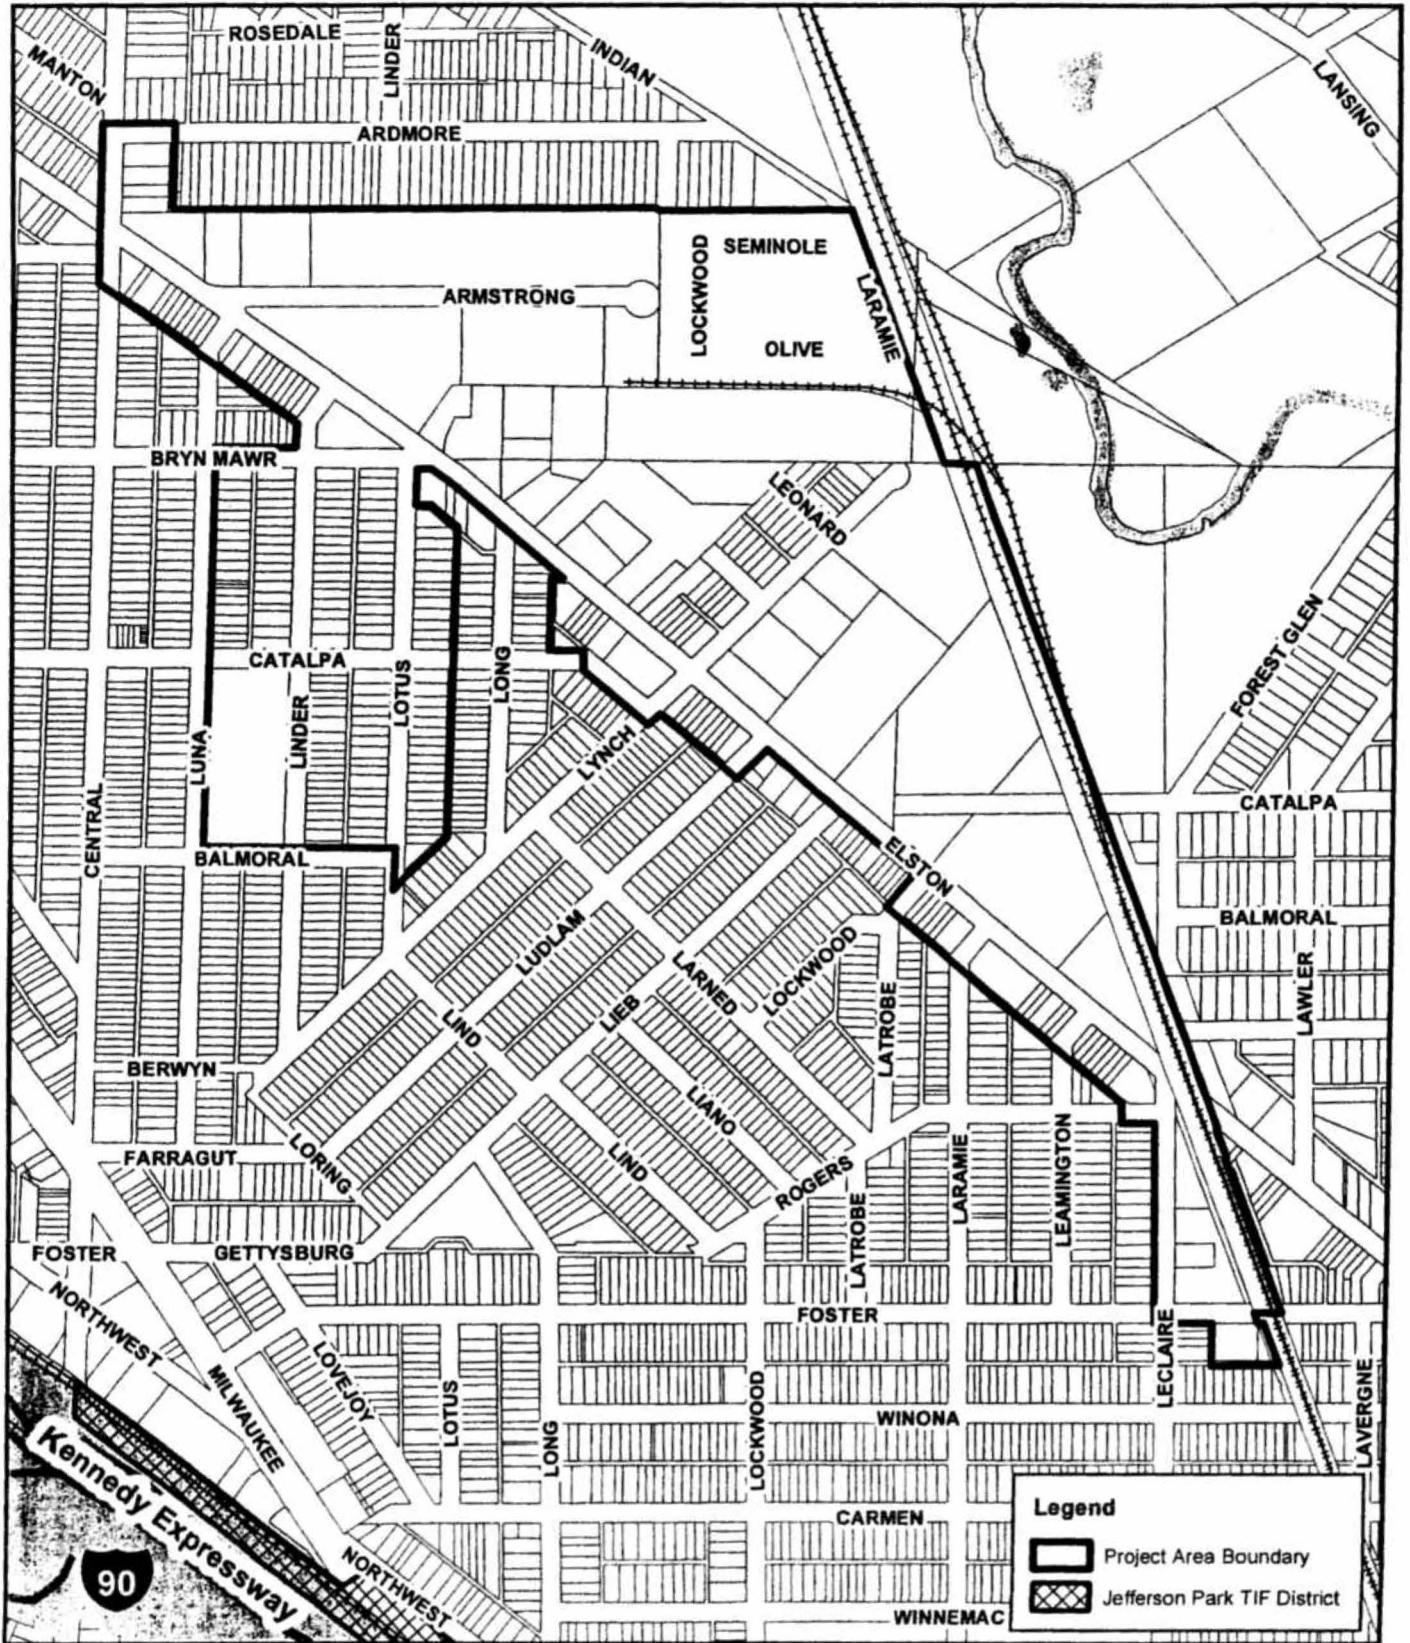 ROSEDALE
LINDER
INDIAN
MANTON
LANSING
ARDMORE
LOCKWOOD
SEMINOLE
ARMSTRONG
LARAMIE
OLIVE
BRYN MAWR
LEONARD
FOREST GLEN
CATALPA
LOTUS
LONG
LINDER
LUNA
LYNCH
CENTRAL
CATALPA
BALMORAL
ELSTON
BALMORAL
LUDLAM
LOCKWOOD
LARNED
LAWLER
LIND
LIEB
LATROBE
BERWYN
LIANO
LEAMINGTON
LORING
FARRAGUT
LIND
ROGERS
LARAMIE
LATROBE
FOSTER
GETTYSBURG
NORTHWEST
FOSTER
LECLAIRE
LOVEJOY
MILWAUKEE
LOTUS
LONG
LOCKWOOD
WINONA
LAVERGNE
Kennedy Expressway
90
NORTHWEST
CARMEN
WINNEMAC
Legend
Project Area Boundary
Jefferson Park TIF District